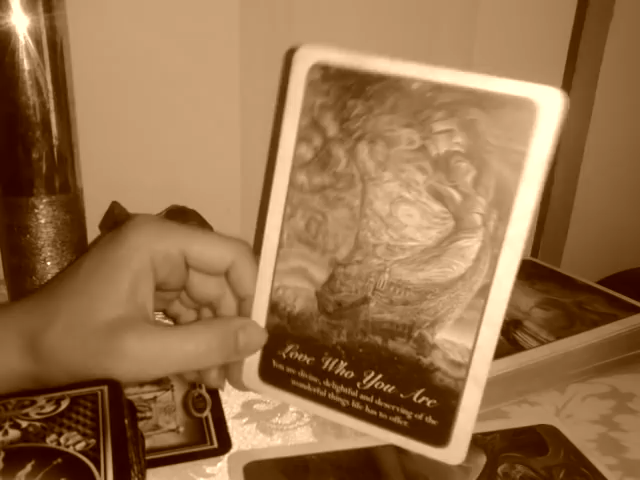 Love Who You Are
You are divine, delightful and deserving of the
wonderful things life has to offer.